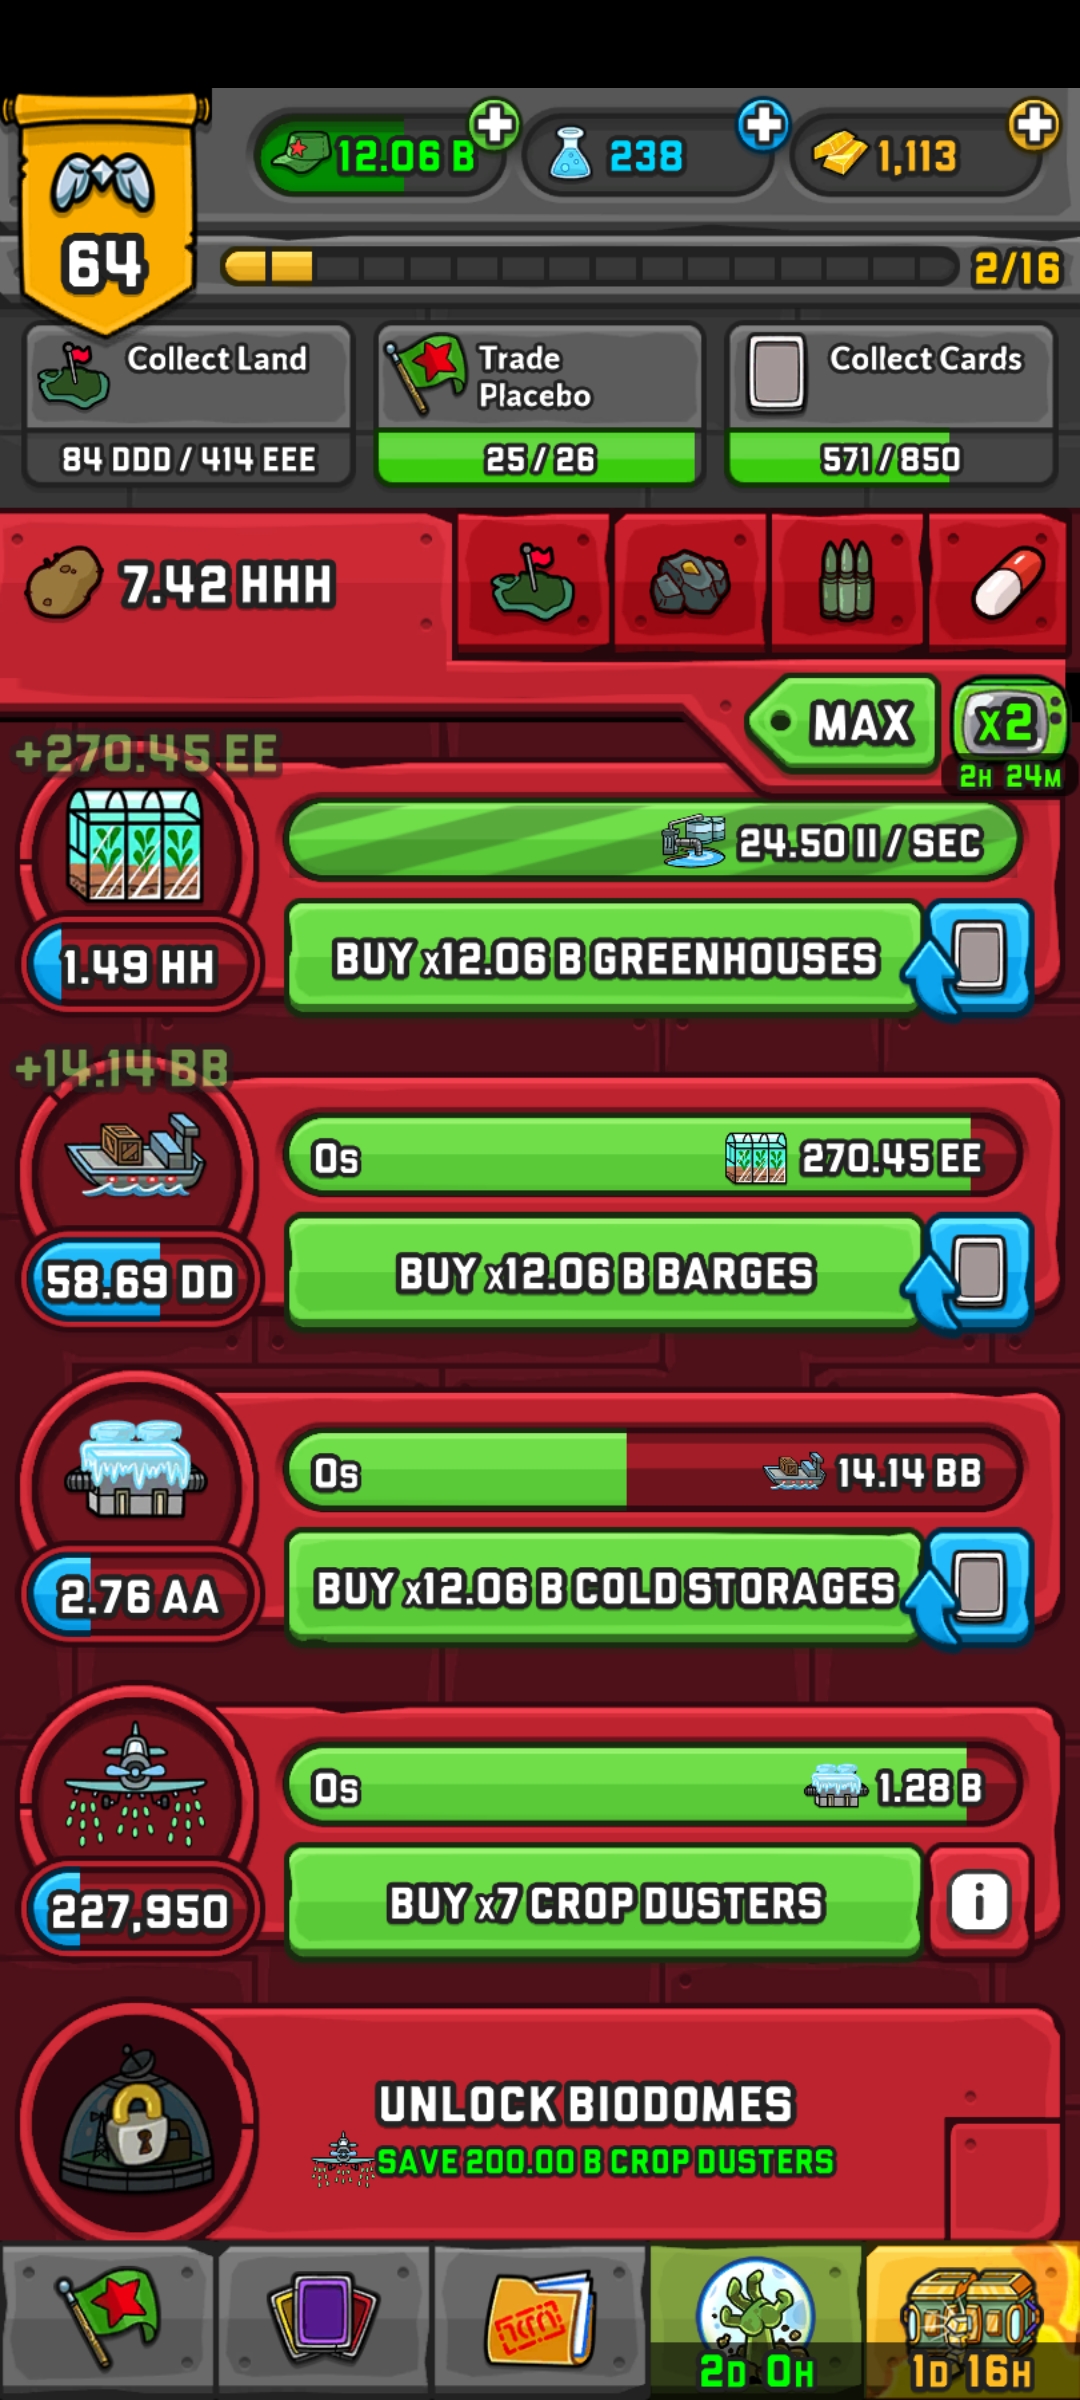 12.06 B
238
1,113
64
2/16
Collect Land
84 DDD / 414 EEE
Trade
Placebo
25 / 26
Collect Cards
571 / 850
7.42 HHH
MAX
x2
2H 24M
+270.45 EE
24.50 II / SEC
1.49 HH
BUY x12.06 B GREENHOUSES
+14.14 BB
0s
270.45 EE
58.69 DD
BUY x12.06 B BARGES
0s
14.14 BB
2.76 AA
BUY x12.06 B COLD STORAGES
0s
1.28 B
227,950
BUY x7 CROP DUSTERS
i
UNLOCK BIODOMES
SAVE 200.00 B CROP DUSTERS
2D 0H
1D 16H